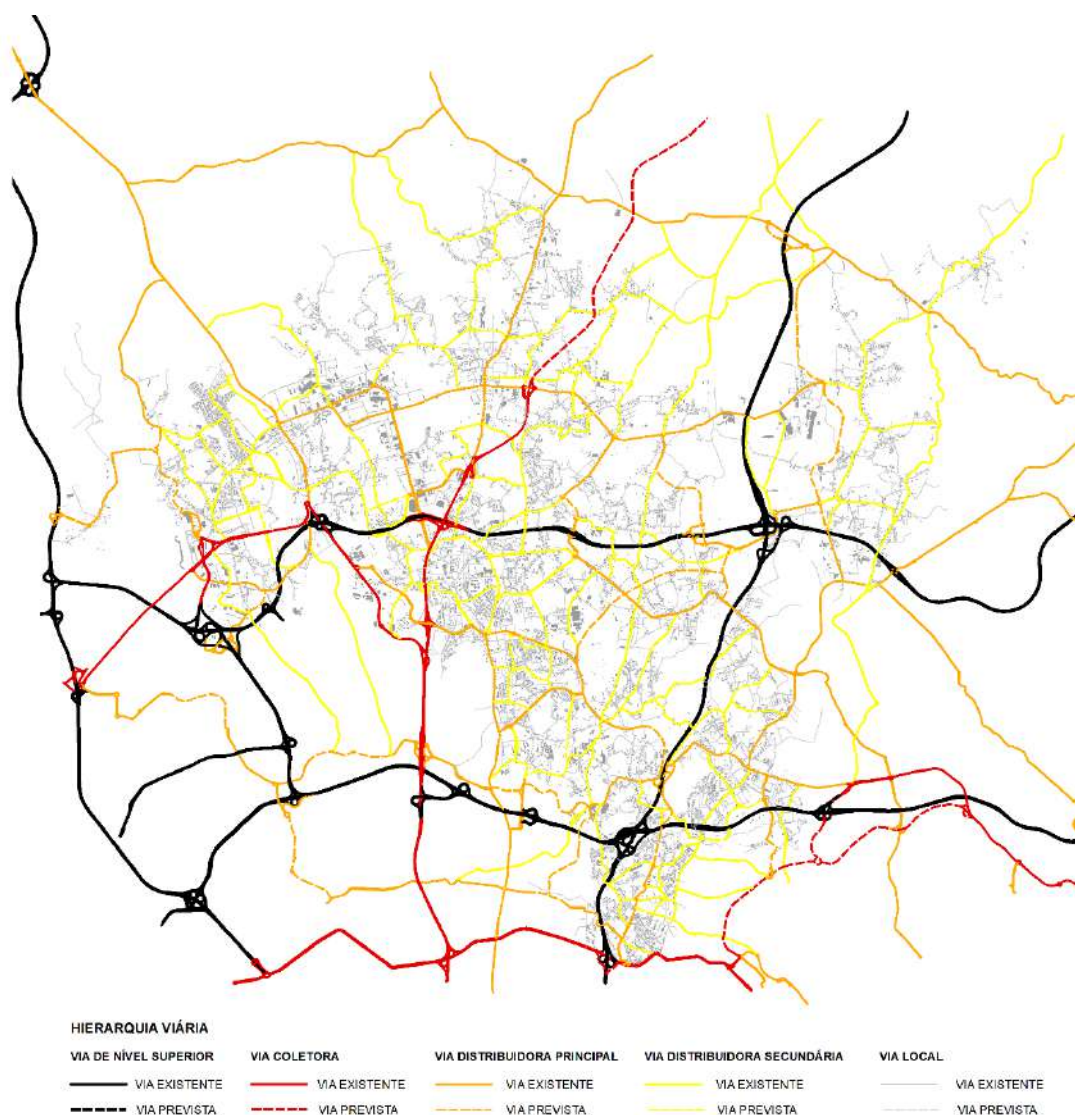 HIERARQUIA VIÁRIA
VIA DE NÍVEL SUPERIOR VIA COLETORA VIA DISTRIBUIDORA PRINCIPAL VIA DISTRIBUIDORA SECUNDÁRIA VIA LOCAL
VIA EXISTENTE VIA EXISTENTE VIA EXISTENTE VIA EXISTENTE VIA EXISTENTE
VIA PREVISTA VIA PREVISTA VIA PREVISTA VIA PREVISTA VIA PREVISTA